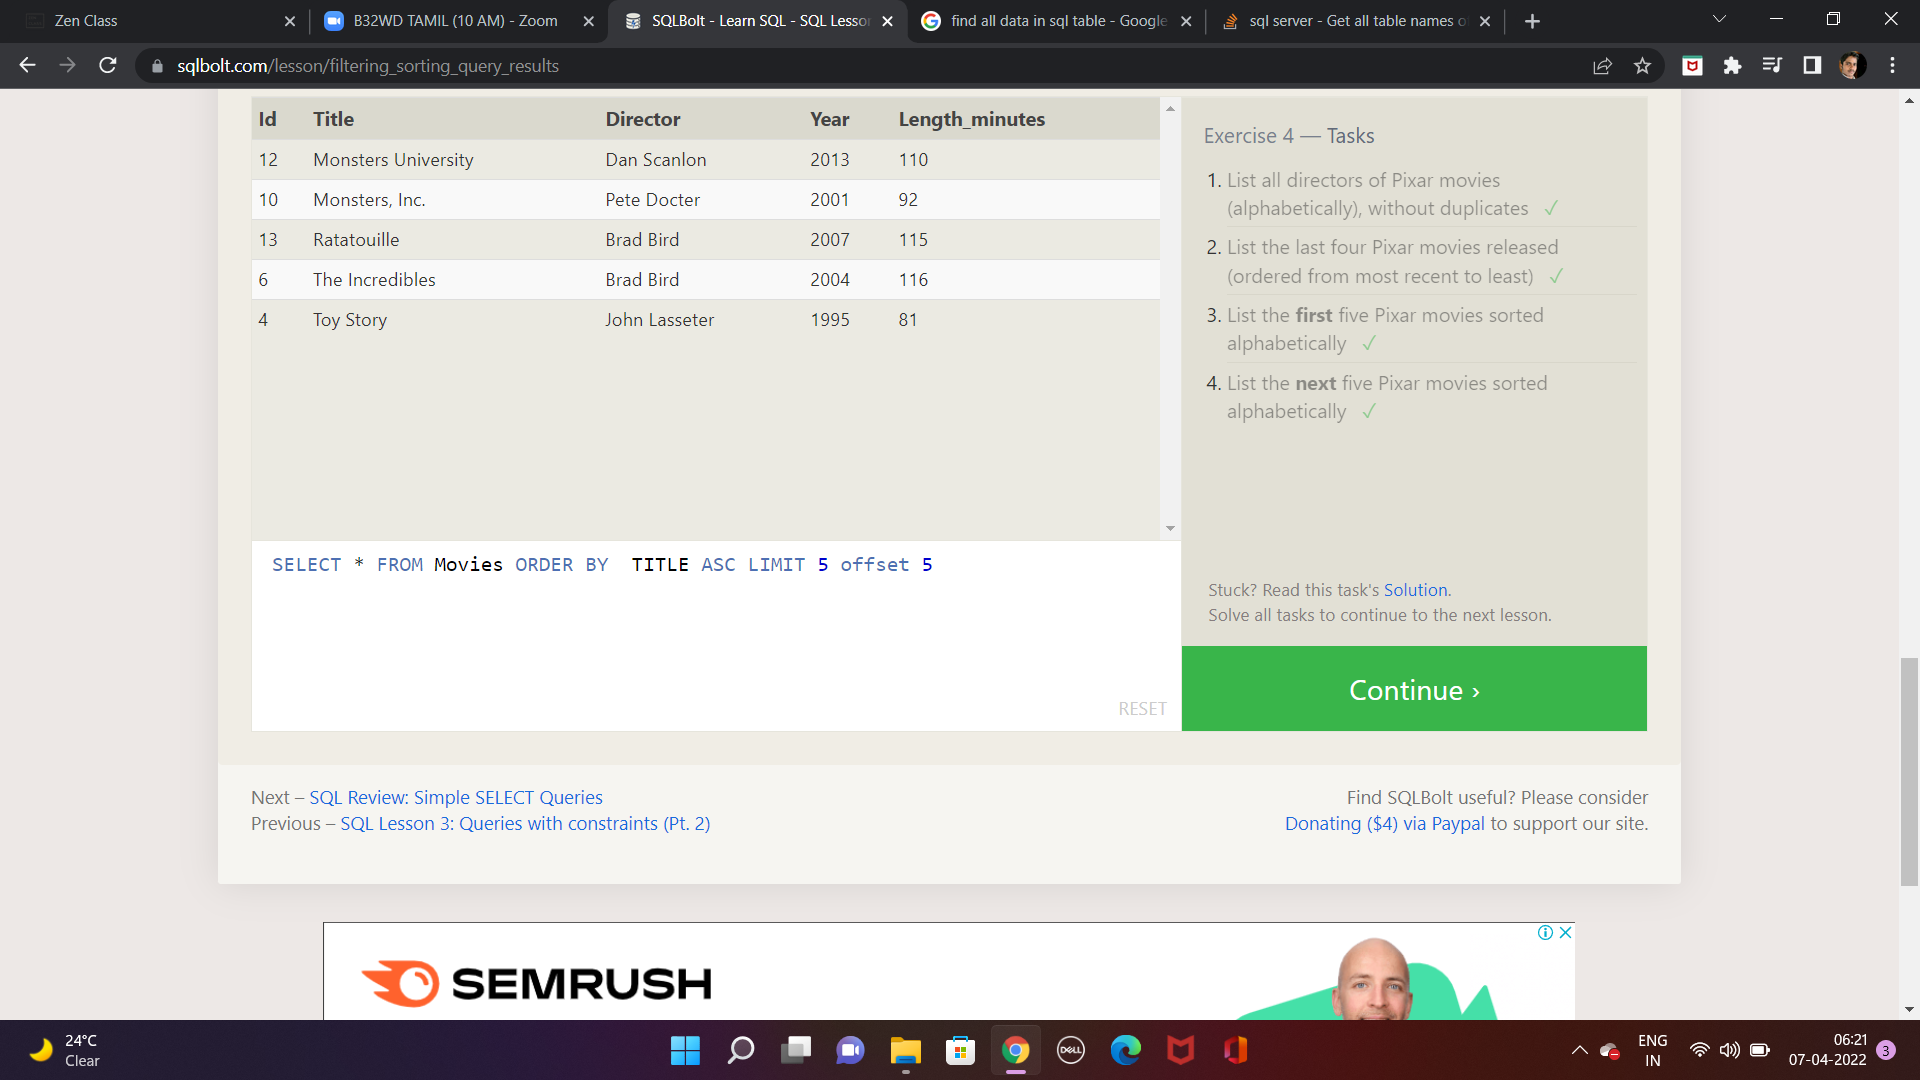 Zen Class
B32WD TAMIL (10 AM) - Zoom
SQLBolt - Learn SQL - SQL Lesso
find all data in sql table - Google
sql server - Get all table names o
sqlbolt.com/lesson/filtering_sorting_query_results
Id Title Director Year Length_minutes
12 Monsters University Dan Scanlon 2013 110
10 Monsters, Inc. Pete Docter 2001 92
13 Ratatouille Brad Bird 2007 115
6 The Incredibles Brad Bird 2004 116
4 Toy Story John Lasseter 1995 81
SELECT * FROM Movies ORDER BY  TITLE ASC LIMIT 5 offset 5
RESET
Exercise 4 — Tasks
1. List all directors of Pixar movies
(alphabetically), without duplicates ✓
2. List the last four Pixar movies released
(ordered from most recent to least) ✓
3. List the first five Pixar movies sorted
alphabetically ✓
4. List the next five Pixar movies sorted
alphabetically ✓
Stuck? Read this task's Solution.
Solve all tasks to continue to the next lesson.
Continue ›
Next – SQL Review: Simple SELECT Queries
Previous – SQL Lesson 3: Queries with constraints (Pt. 2)
Find SQLBolt useful? Please consider
Donating ($4) via Paypal to support our site.
SEMRUSH
24°C
Clear
DELL
ENG
IN
06:21
07-04-2022
3